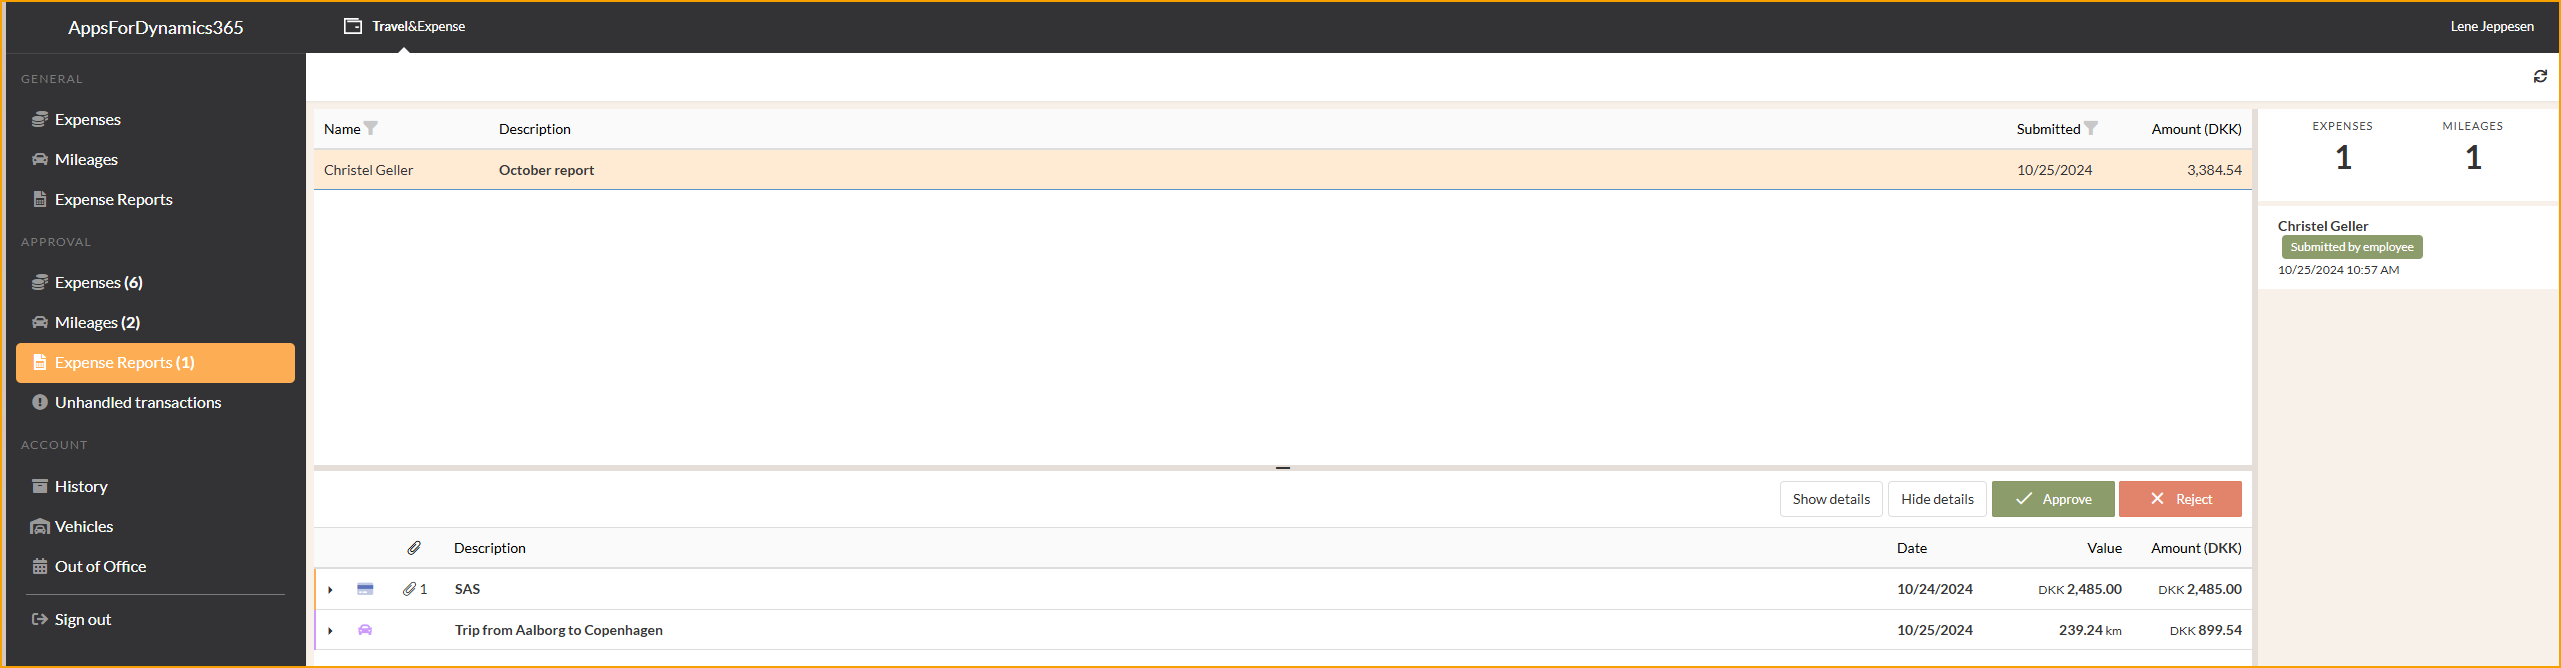 AppsForDynamics365
Travel&Expense
Lene Jeppesen
GENERAL
Expenses
Mileages
Expense Reports
APPROVAL
Expenses (6)
Mileages (2)
Expense Reports (1)
Unhandled transactions
ACCOUNT
History
Vehicles
Out of Office
Sign out
Name Description Submitted Amount (DKK)
Christel Geller October report 10/25/2024 3,384.54
Show details Hide details Approve Reject
Description Date Value Amount (DKK)
1 SAS 10/24/2024 DKK 2,485.00 DKK 2,485.00
Trip from Aalborg to Copenhagen 10/25/2024 239.24 km DKK 899.54
EXPENSES MILEAGES
1 1
Christel Geller
Submitted by employee
10/25/2024 10:57 AM